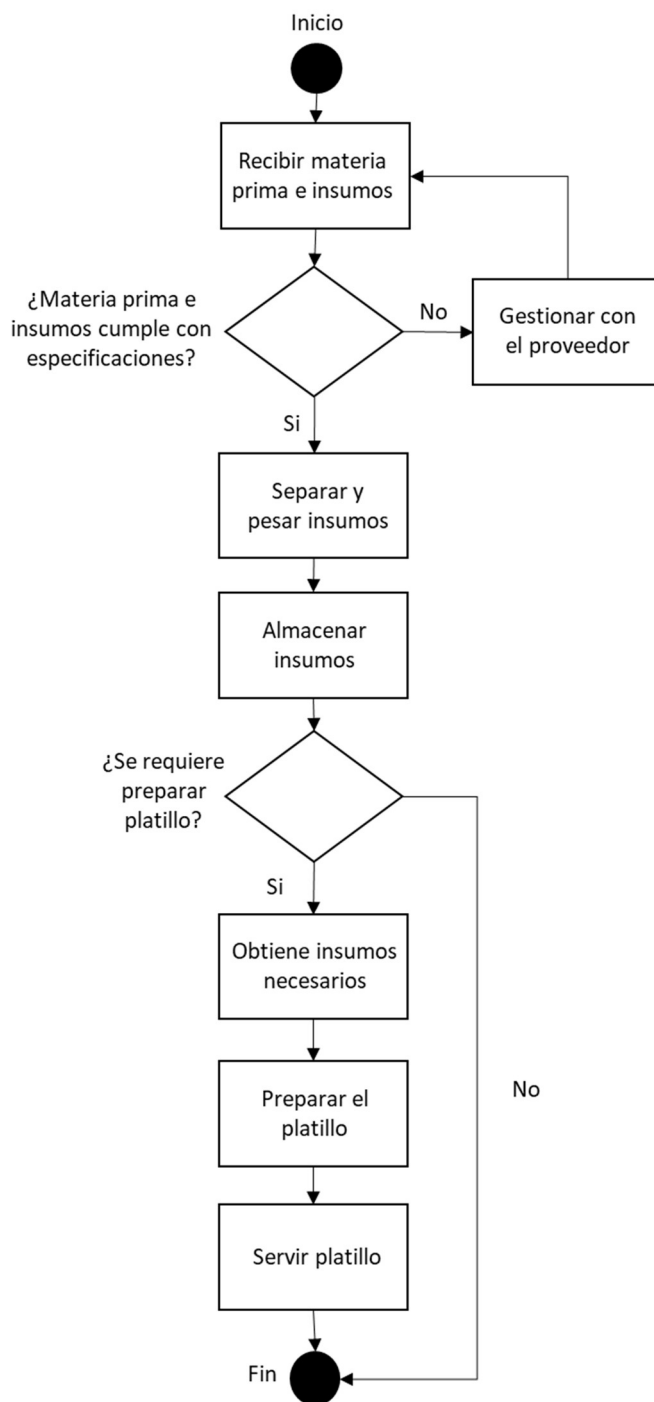 Inicio
Recibir materia
prima e insumos
¿Materia prima e
insumos cumple con
especificaciones?
No
Gestionar con
el proveedor
Si
Separar y
pesar insumos
Almacenar
insumos
¿Se requiere
preparar
platillo?
Si
Obtiene insumos
necesarios
No
Preparar el
platillo
Servir platillo
Fin